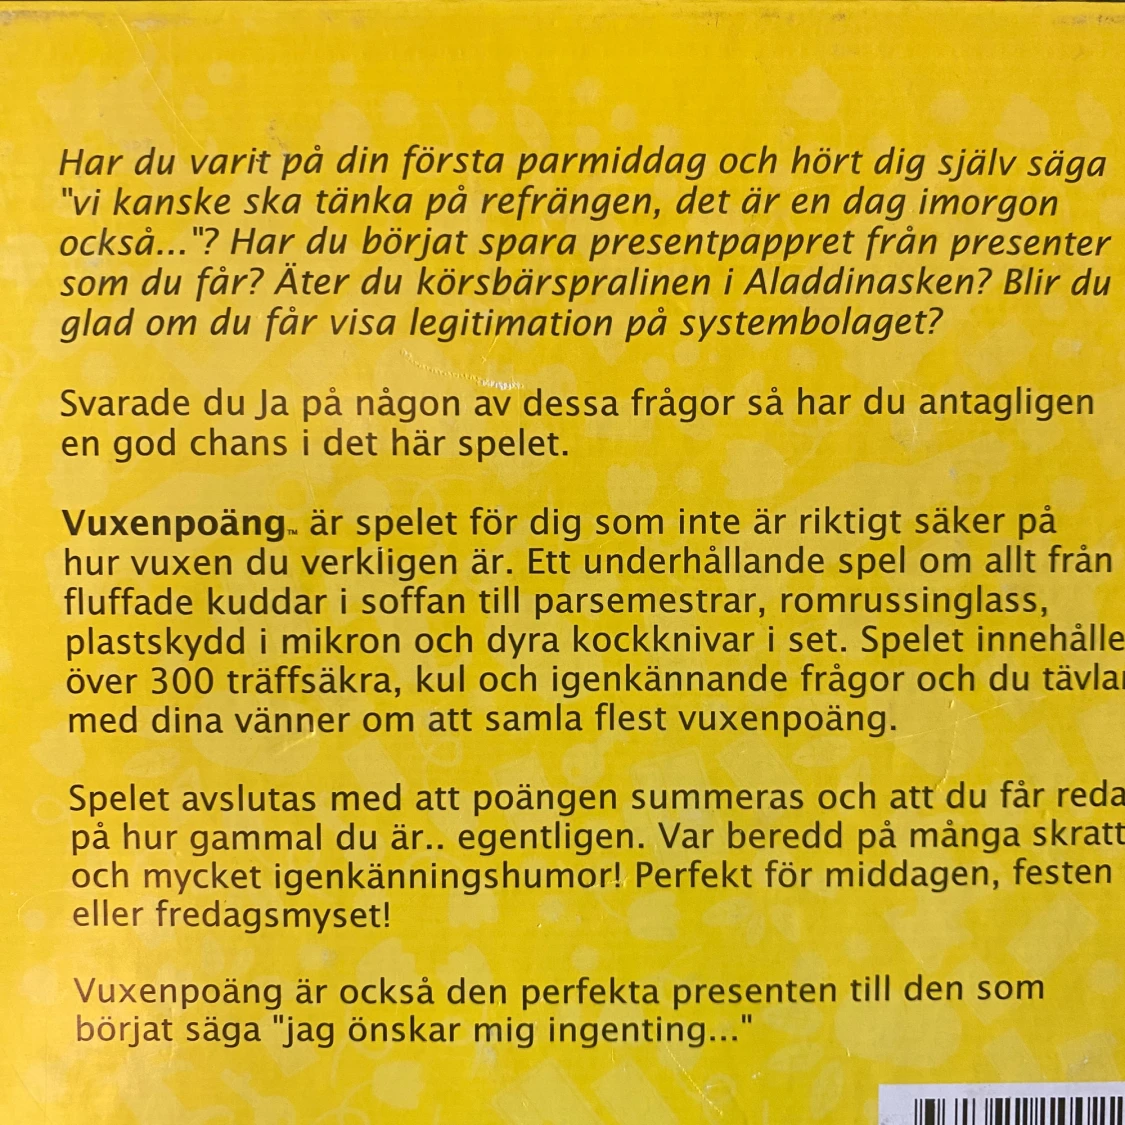 Har du varit på din första parmiddag och hört dig själv säga
"vi kanske ska tänka på refrängen, det är en dag imorgon
också..."? Har du börjat spara presentpappret från presenter
som du får? Äter du körsbärspralinen i Aladdinasken? Blir du
glad om du får visa legitimation på systembolaget?
Svarade du Ja på någon av dessa frågor så har du antagligen
en god chans i det här spelet.
Vuxenpoäng™ är spelet för dig som inte är riktigt säker på
hur vuxen du verkligen är. Ett underhållande spel om allt från
fluffade kuddar i soffan till parsemestrar, romrussinglass,
plastskydd i mikron och dyra kockknivar i set. Spelet innehålle
över 300 träffsäkra, kul och igenkännande frågor och du tävlar
med dina vänner om att samla flest vuxenpoäng.
Spelet avslutas med att poängen summeras och att du får reda
på hur gammal du är.. egentligen. Var beredd på många skratt
och mycket igenkänningshumor! Perfekt för middagen, festen
eller fredagsmyset!
Vuxenpoäng är också den perfekta presenten till den som
börjat säga "jag önskar mig ingenting..."